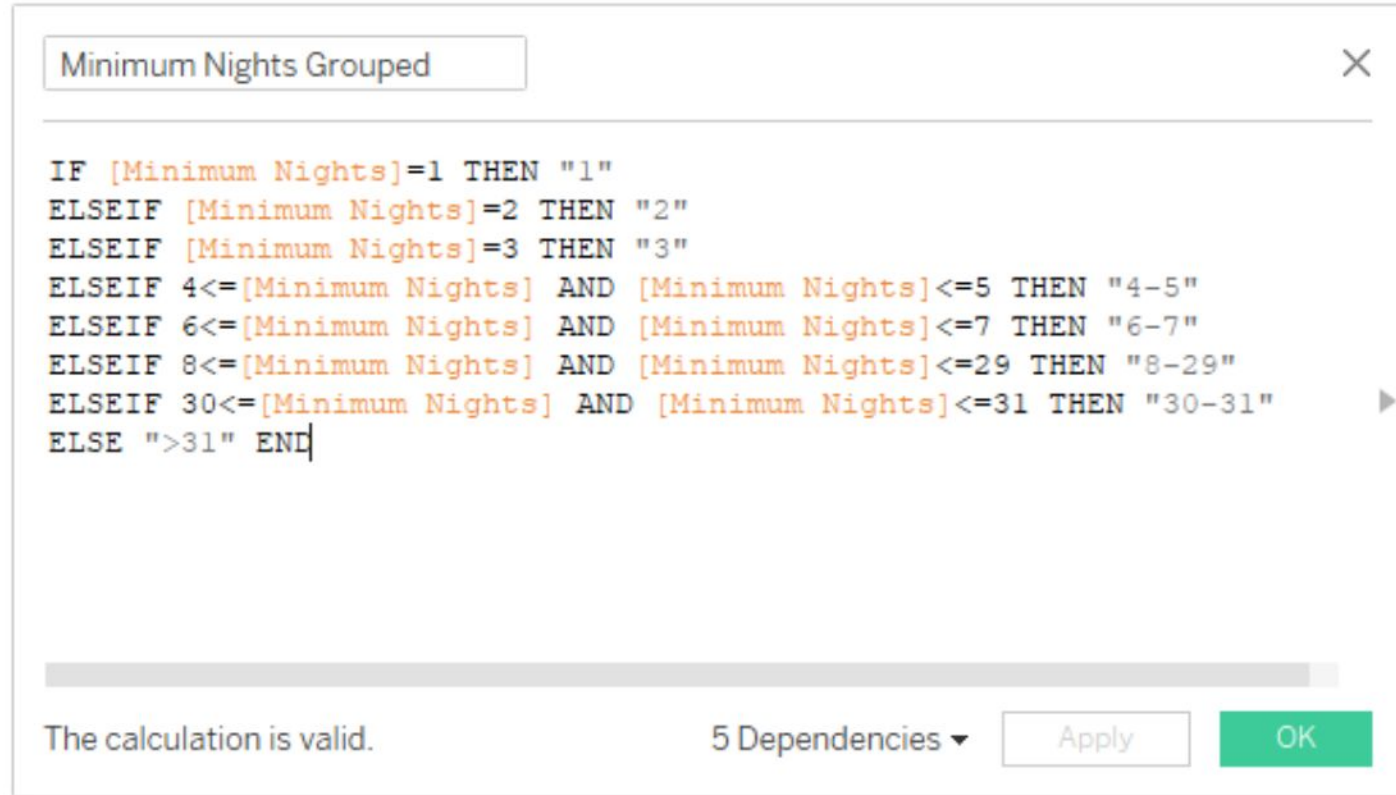 Minimum Nights Grouped
IF [Minimum Nights]=1 THEN "1"
ELSEIF [Minimum Nights]=2 THEN "2"
ELSEIF [Minimum Nights]=3 THEN "3"
ELSEIF 4<=[Minimum Nights] AND [Minimum Nights]<=5 THEN "4-5"
ELSEIF 6<=[Minimum Nights] AND [Minimum Nights]<=7 THEN "6-7"
ELSEIF 8<=[Minimum Nights] AND [Minimum Nights]<=29 THEN "8-29"
ELSEIF 30<=[Minimum Nights] AND [Minimum Nights]<=31 THEN "30-31"
ELSE ">31" END
The calculation is valid. 5 Dependencies Apply OK